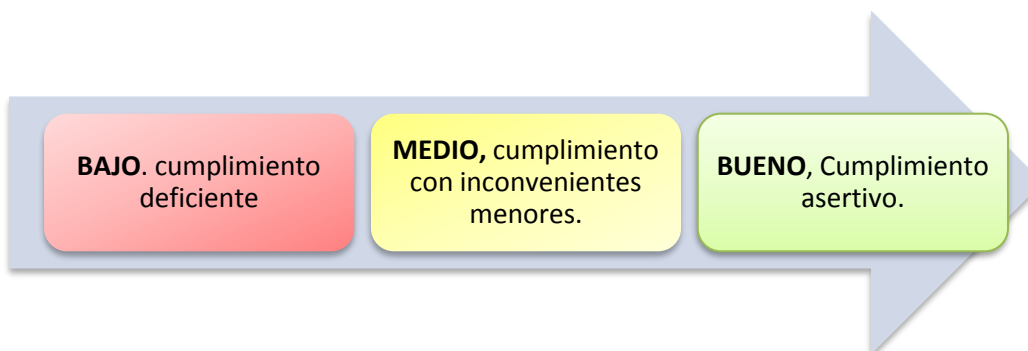 BAJO. cumplimiento
deficiente
MEDIO, cumplimiento
con inconvenientes
menores.
BUENO, Cumplimiento
asertivo.